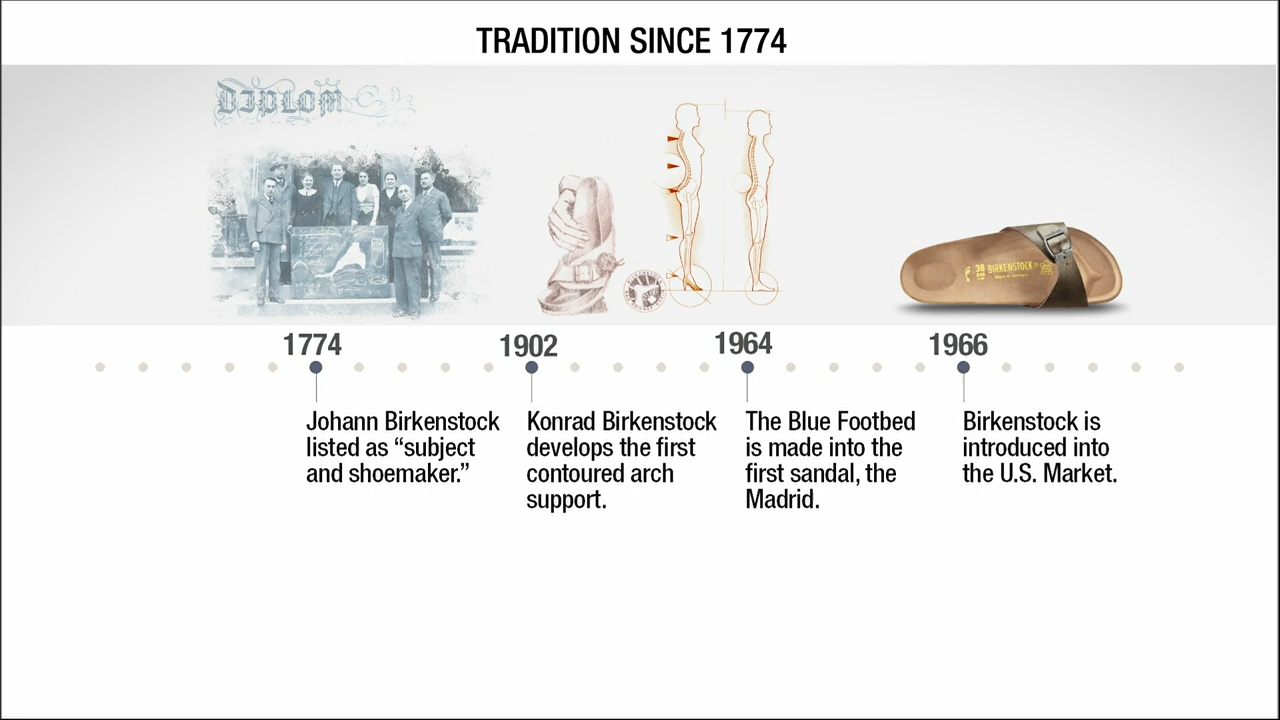 TRADITION SINCE 1774
Diplom
38
BIRKENSTOCK
1774
1902
1964
1966
Johann Birkenstock
listed as “subject
and shoemaker.”
Konrad Birkenstock
develops the first
contoured arch
support.
The Blue Footbed
is made into the
first sandal, the
Madrid.
Birkenstock is
introduced into
the U.S. Market.